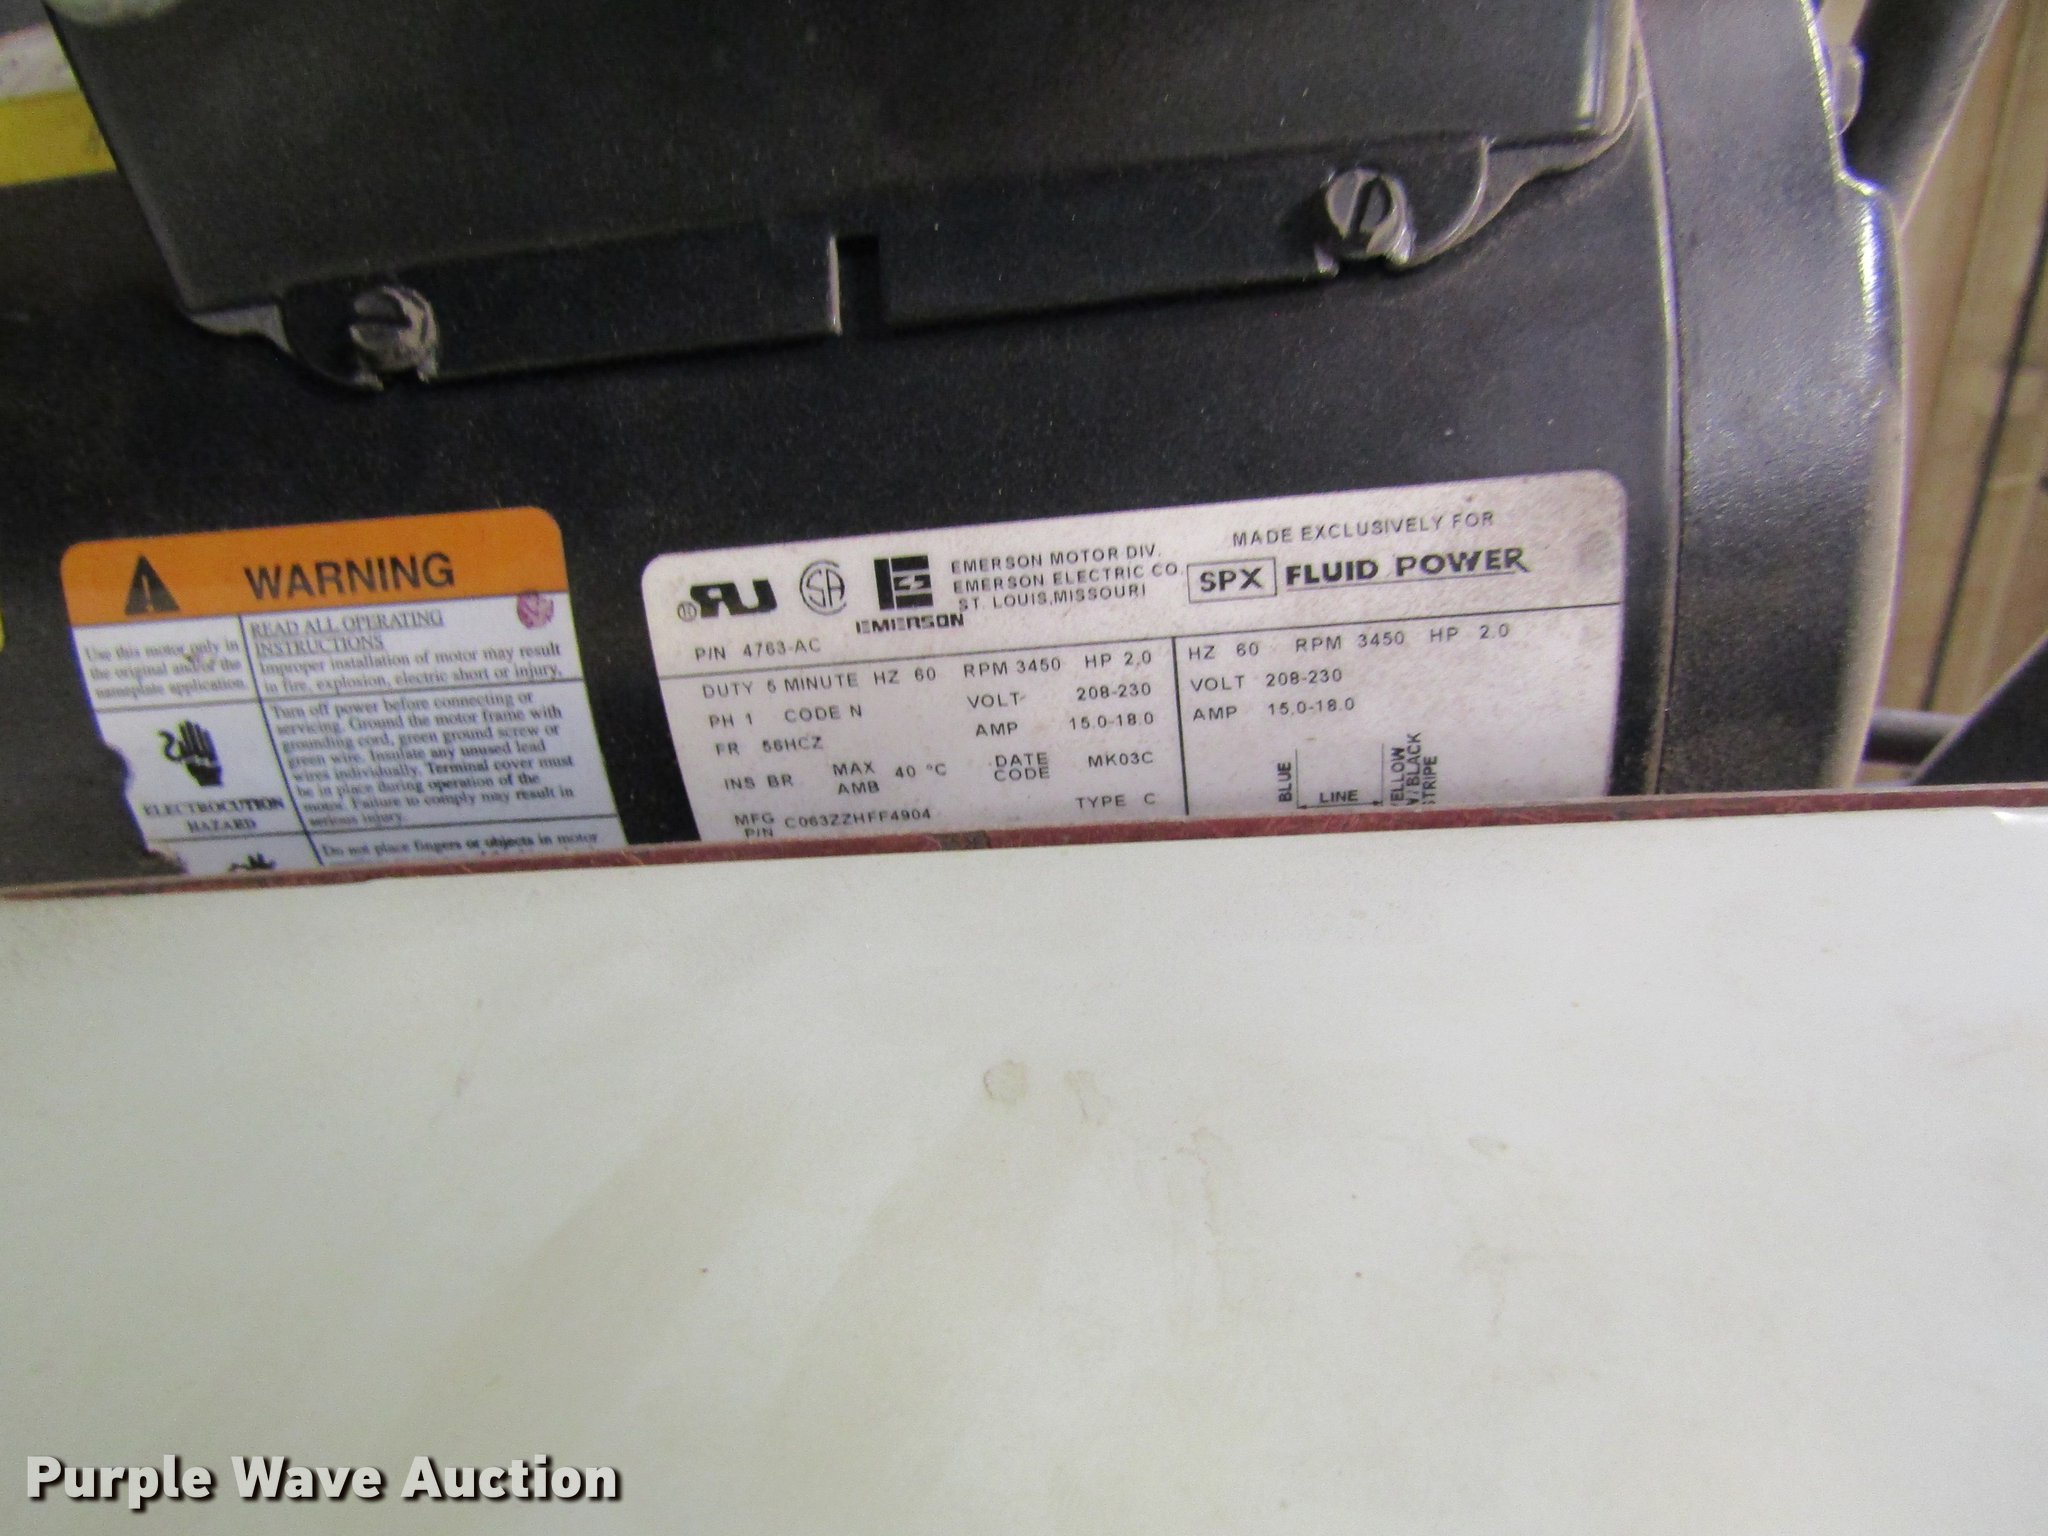 WARNING
Use this motor only in
the original and/or the
nameplate application.
READ ALL OPERATING
INSTRUCTIONS
Improper installation of motor may result
in fire, explosion, electric short or injury.
ELECTROCUTION
HAZARD
Turn off power before connecting or
servicing. Ground the motor frame with
grounding cord, green ground screw or
green wire. Insulate any unused lead
wires individually. Terminal cover must
be in place during operation of the
motor. Failure to comply may result in
serious injury.
Do not place fingers or objects in motor
SA
EMERSON
EMERSON MOTOR DIV.
EMERSON ELECTRIC CO.
ST. LOUIS,MISSOURI
MADE EXCLUSIVELY FOR
SPX FLUID POWER
P/N 4763-AC
DUTY 5 MINUTE HZ 60 RPM 3450 HP 2.0
PH 1 CODE N VOLT 208-230
FR 56HCZ AMP 15.0-18.0
INS BR MAX AMB 40 °C DATE CODE MK03C
MFG P/N C063ZZHFF4904 TYPE C
HZ 60 RPM 3450 HP 2.0
VOLT 208-230
AMP 15.0-18.0
BLUE
LINE
YELLOW
W/BLACK
STRIPE
Purple Wave Auction